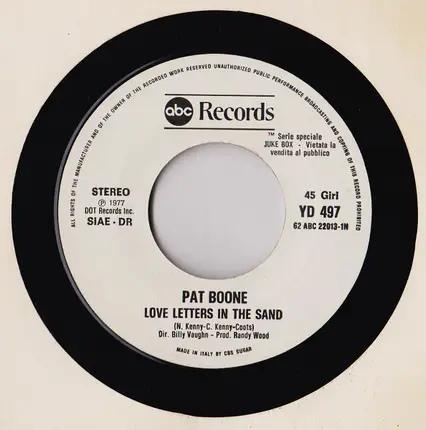 ALL RIGHTS OF THE MANUFACTURER AND OF THE OWNER OF THE RECORDED WORK RESERVED UNAUTHORIZED PUBLIC PERFORMANCE BROADCASTING AND COPYING OF THIS RECORD PROHIBITED
abc Records
™ Serie speciale
JUKE BOX - Vietata la
vendita al pubblico
STEREO
℗ 1977
DOT Records Inc.
SIAE - DR
45 Giri
YD 497
62 ABC 22013-1N
PAT BOONE
LOVE LETTERS IN THE SAND
(N. Kenny-C. Kenny-Coots)
Dir. Billy Vaughn - Prod. Randy Wood
MADE IN ITALY BY CBS SUGAR